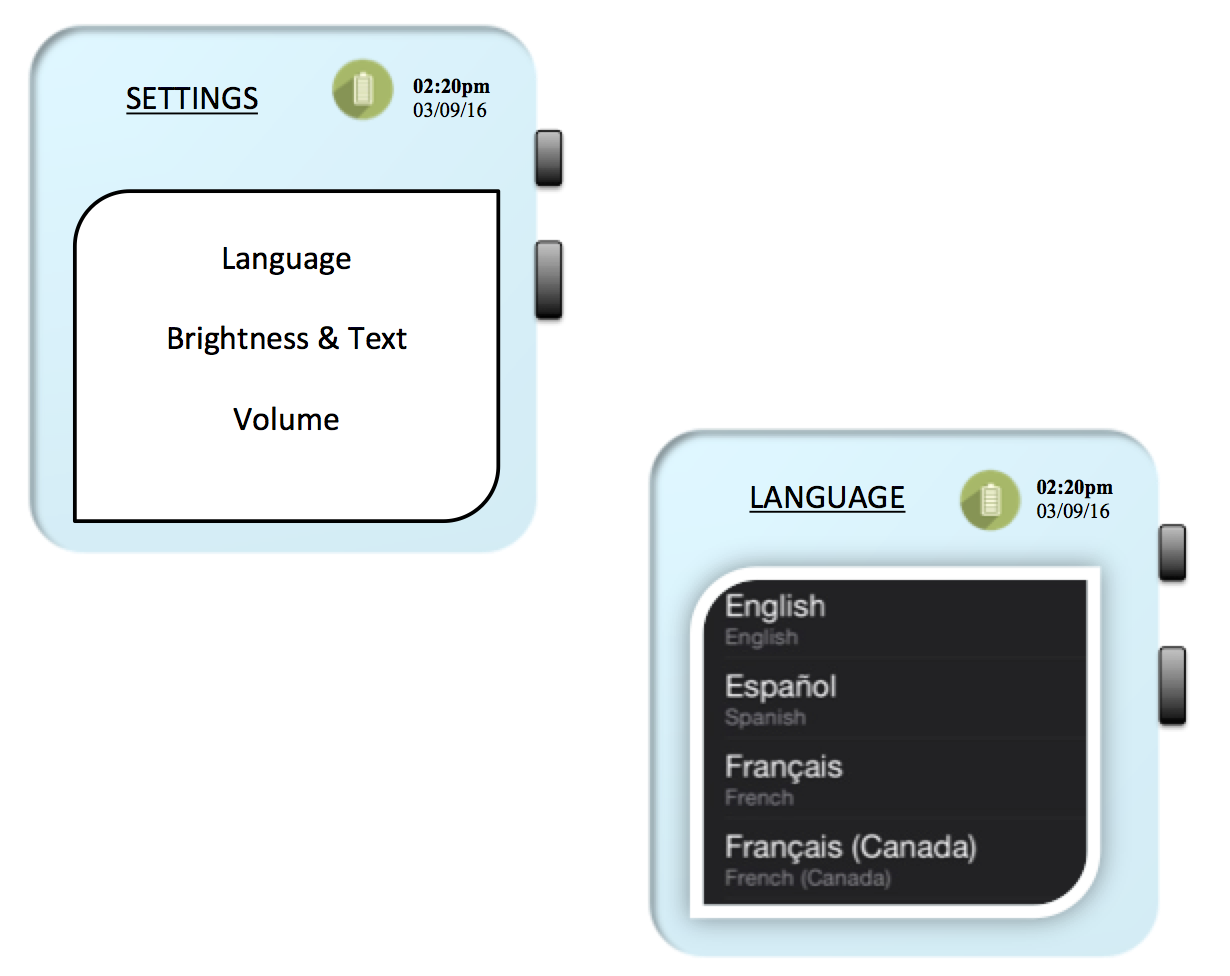 SETTINGS
02:20pm
03/09/16
Language
Brightness & Text
Volume
LANGUAGE
02:20pm
03/09/16
English
English
Español
Spanish
Français
French
Français (Canada)
French (Canada)